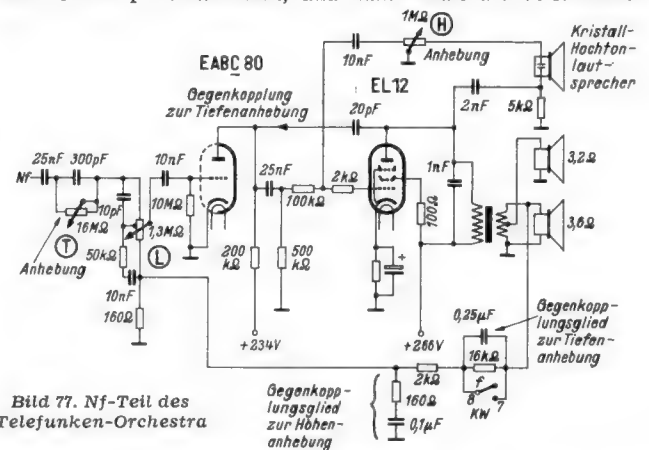 1MΩ
H
Anhebung
10nF
Kristall-
Hochton-
laut-
sprecher
EABC 80
Gegenkopplung
zur Tiefenanhebung
EL12
20pF
2nF
5kΩ
3,2Ω
3,6Ω
25nF
300pF
Nf
10nF
25nF
100kΩ
2kΩ
1nF
100Ω
16MΩ
T
Anhebung
10pF
1,3MΩ
L
10MΩ
50kΩ
10nF
160Ω
200
kΩ
500
kΩ
+
+234V
+286V
0,25µF
Gegenkopp-
lungsglied
zur Tiefen-
anhebung
2kΩ
16kΩ
f
8
7
KW
160Ω
0,1µF
Gegenkopp-
lungsglied
zur Höhen-
anhebung
Bild 77. Nf-Teil des
Telefunken-Orchestra